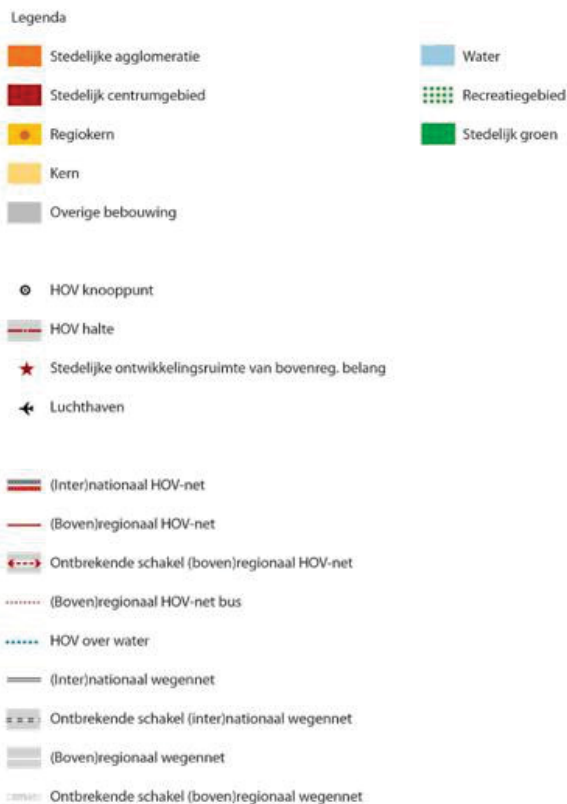 Legenda
Stedelijke agglomeratie
Stedelijk centrumgebied
Regiokern
Kern
Overige bebouwing
Water
Recreatiegebied
Stedelijk groen
HOV knooppunt
HOV halte
Stedelijke ontwikkelingsruimte van bovenreg. belang
Luchthaven
(Inter)nationaal HOV-net
(Boven)regionaal HOV-net
Ontbrekende schakel (boven)regionaal HOV-net
(Boven)regionaal HOV-net bus
HOV over water
(Inter)nationaal wegennet
Ontbrekende schakel (inter)nationaal wegennet
(Boven)regionaal wegennet
Ontbrekende schakel (boven)regionaal wegennet